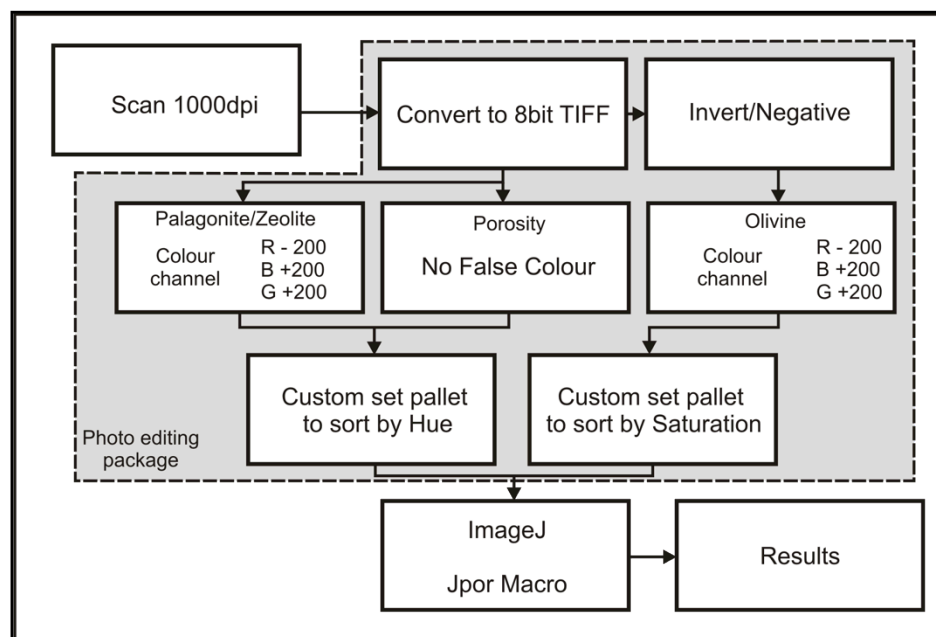 Scan 1000dpi
Convert to 8bit TIFF
Invert/Negative
Palagonite/Zeolite
Colour
channel
R - 200
B +200
G +200
Porosity
No False Colour
Olivine
Colour
channel
R - 200
B +200
G +200
Custom set pallet
to sort by Hue
Custom set pallet
to sort by Saturation
Photo editing
package
ImageJ
Jpor Macro
Results